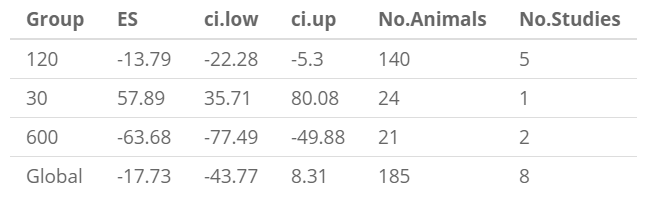 Group ES ci.low ci.up No.Animals No.Studies
120 -13.79 -22.28 -5.3 140 5
30 57.89 35.71 80.08 24 1
600 -63.68 -77.49 -49.88 21 2
Global -17.73 -43.77 8.31 185 8